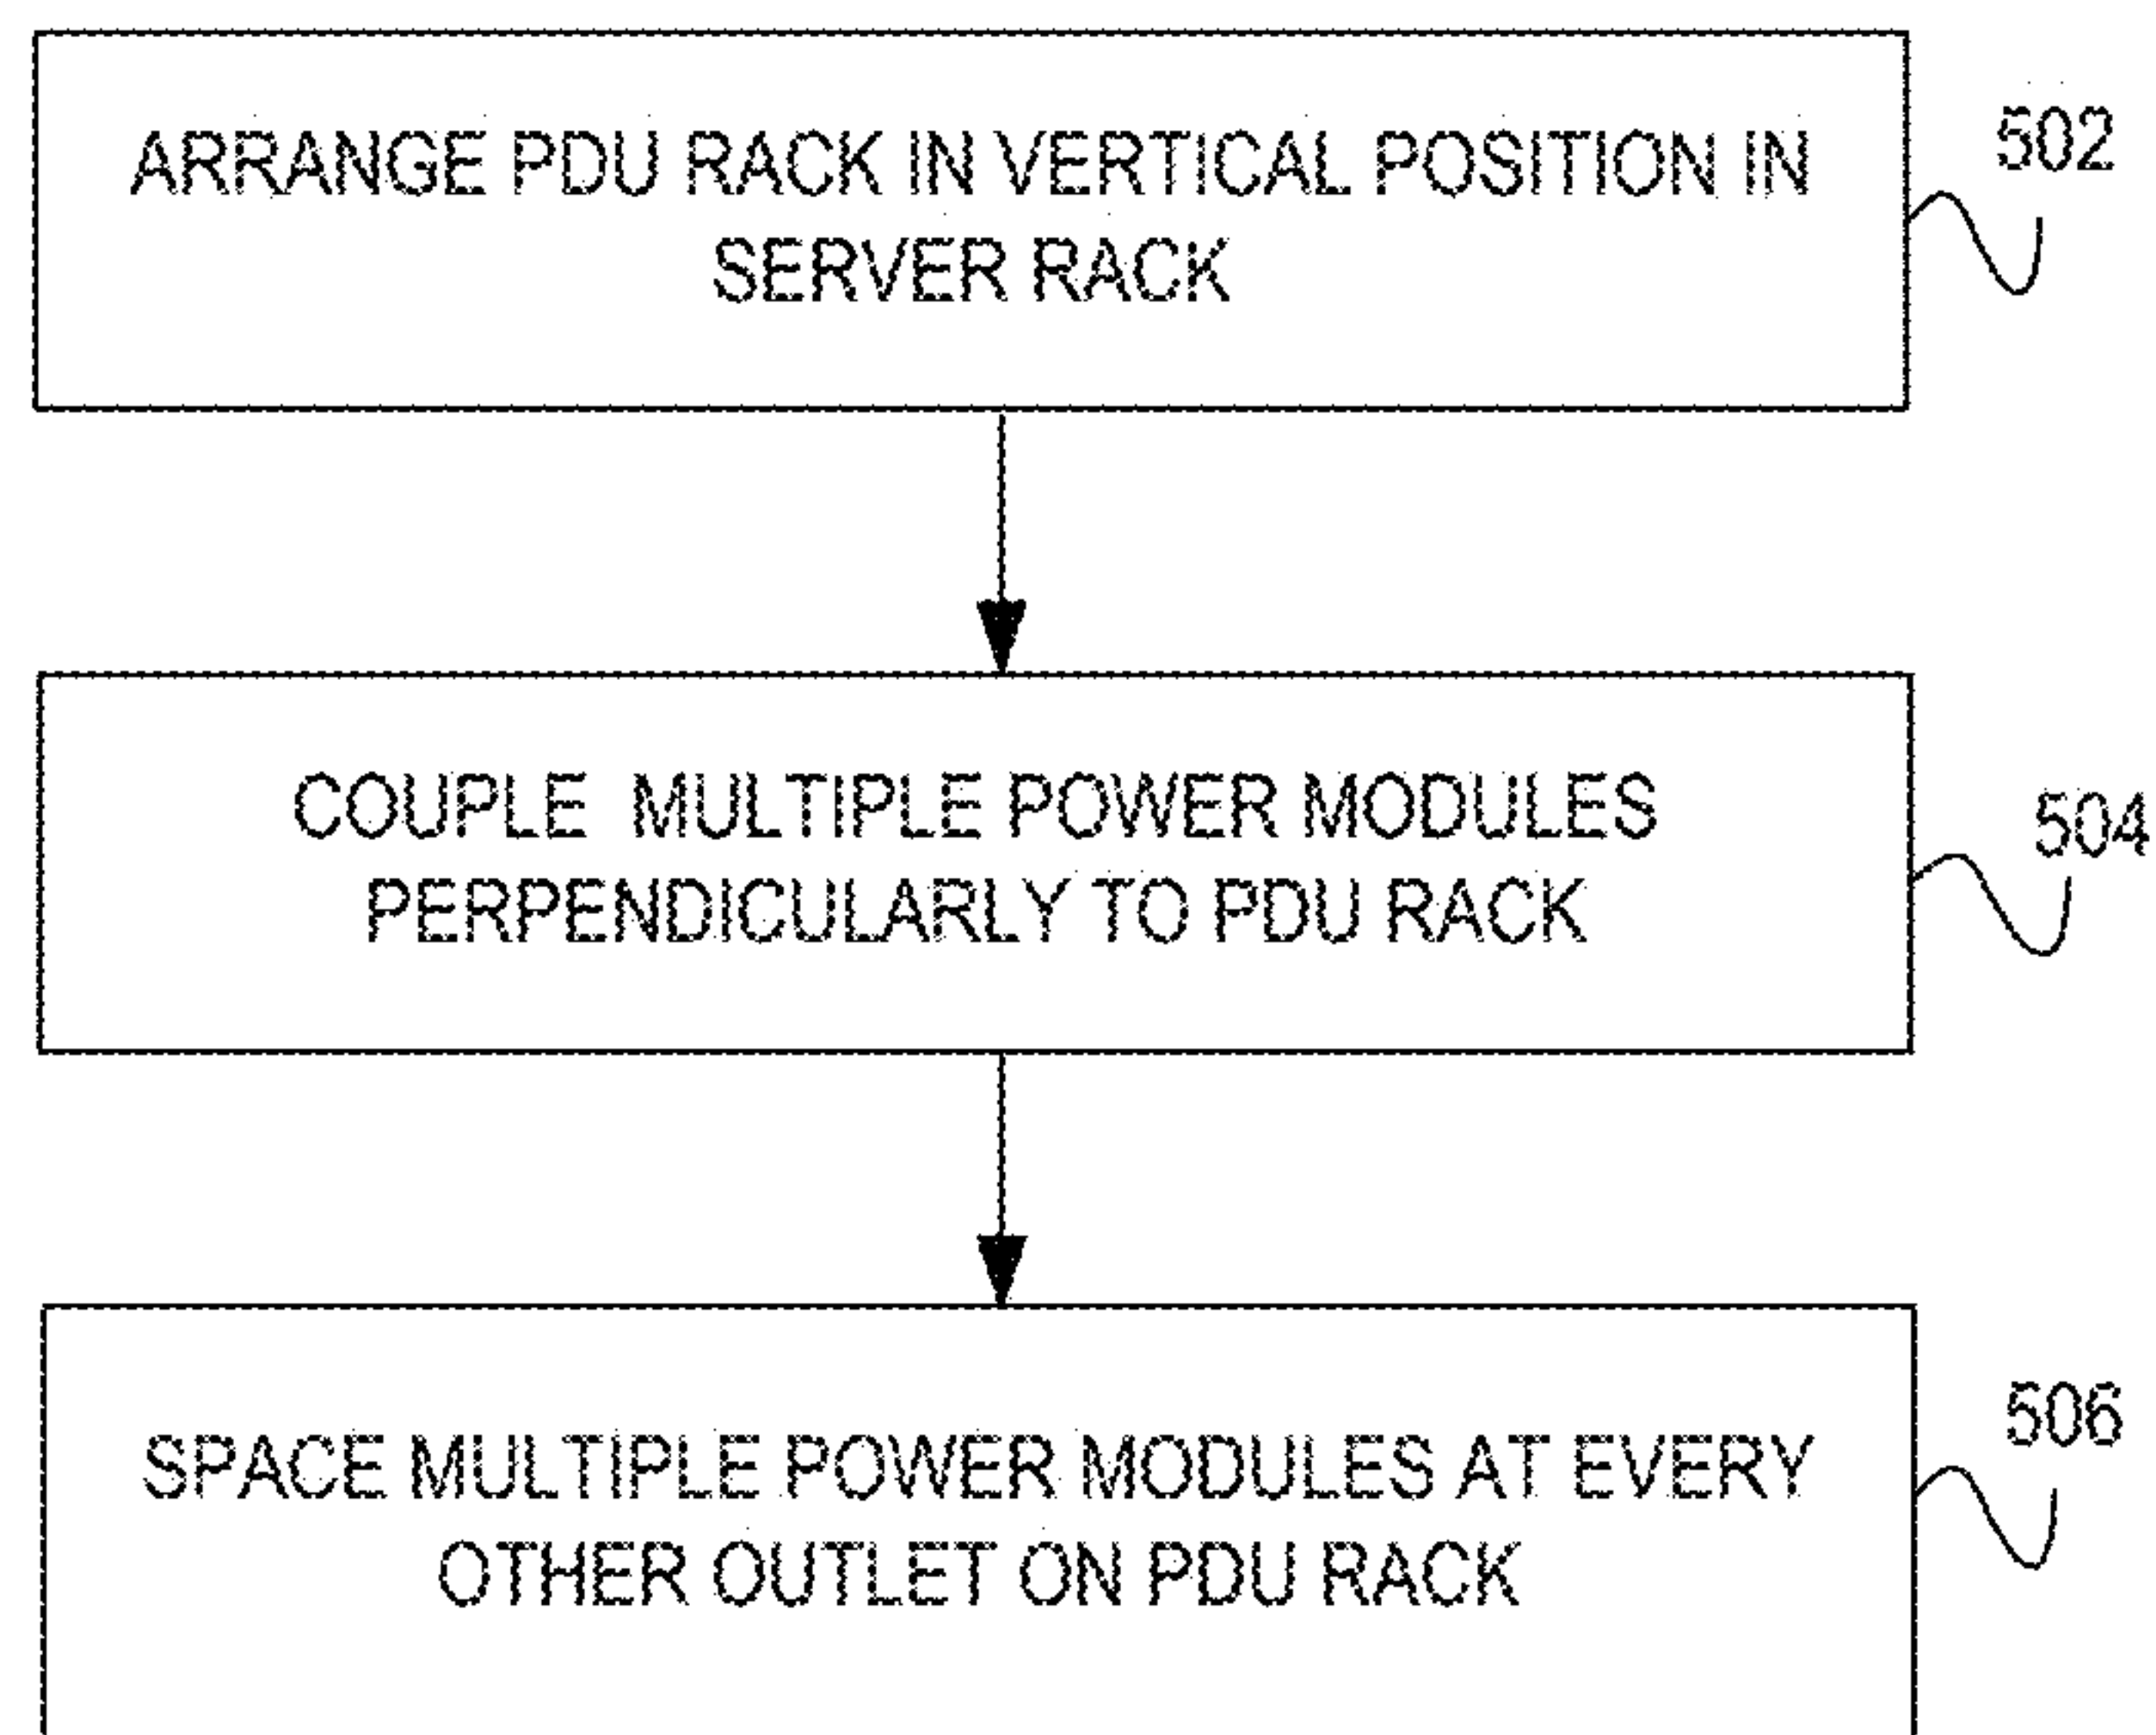 ARRANGE PDU RACK IN VERTICAL POSITION IN
SERVER RACK
502
COUPLE MULTIPLE POWER MODULES
PERPENDICULARLY TO PDU RACK
504
SPACE MULTIPLE POWER MODULES AT EVERY
OTHER OUTLET ON PDU RACK
506